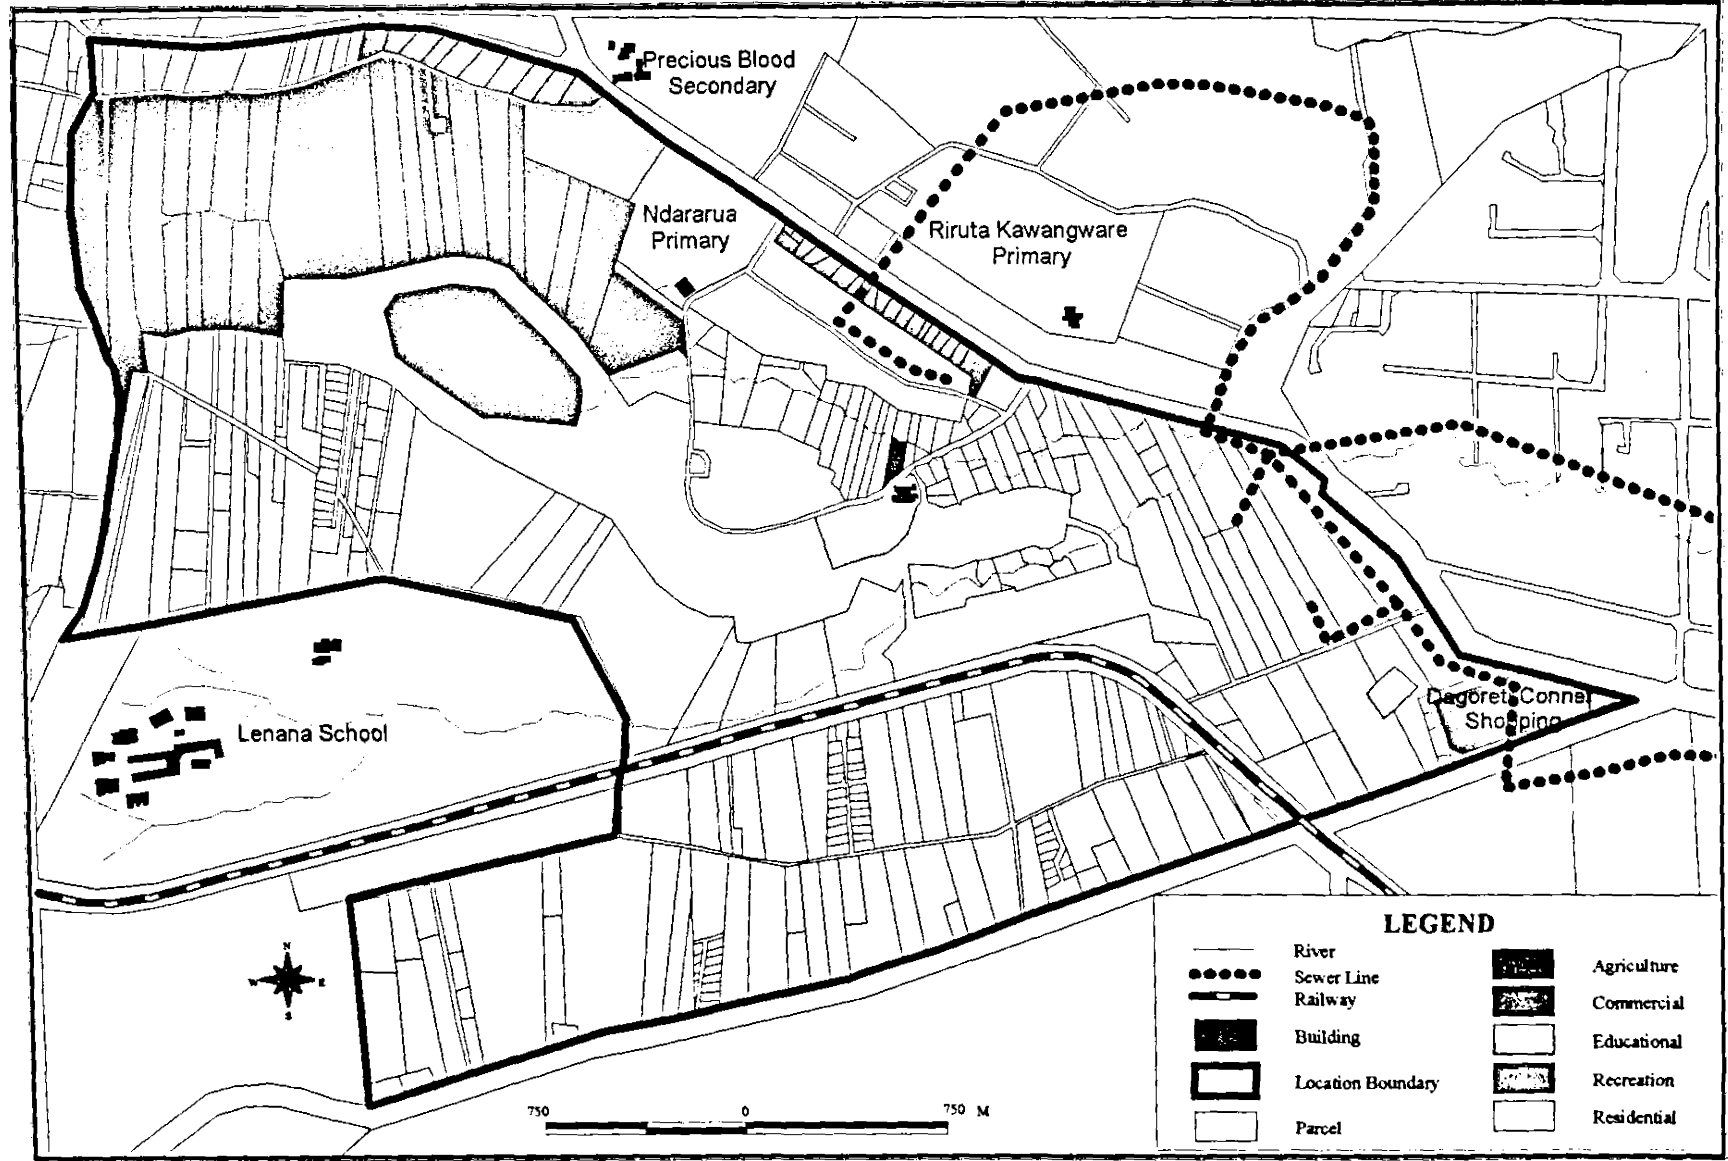 Precious Blood
Secondary
Ndararua
Primary
Riruta Kawangware
Primary
Dagoreti Conner
Shopping
Lenana School
N
W
E
S
750
0
750 M
LEGEND
River
Sewer Line
Railway
Building
Location Boundary
Parcel
Agriculture
Commercial
Educational
Recreation
Residential